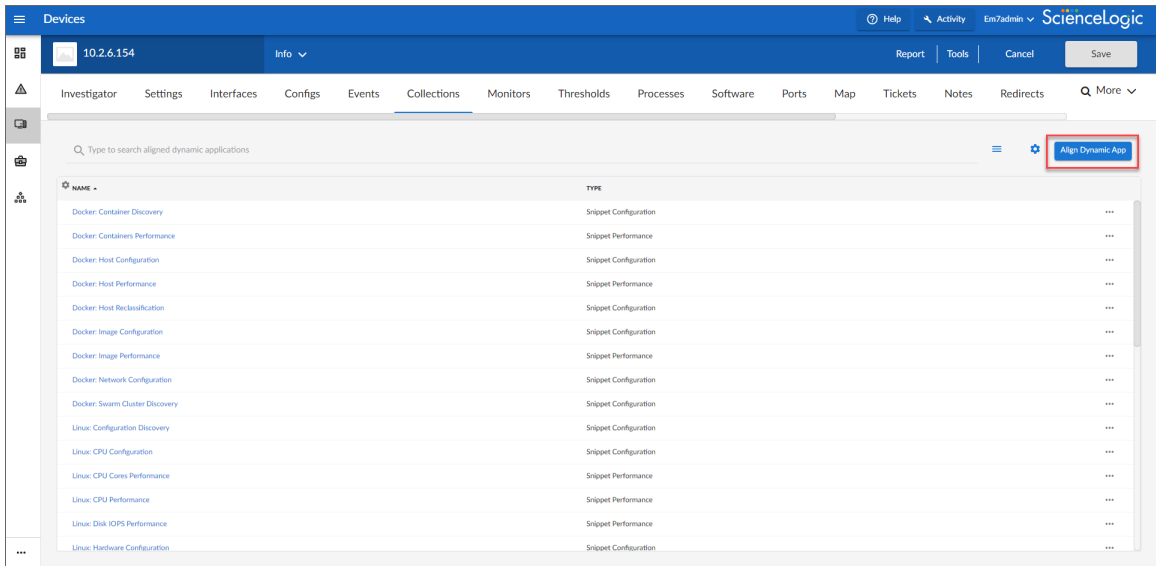 Devices
Help
Activity
Em7admin
ScienceLogic
10.2.6.154
Info
Report
Tools
Cancel
Save
Investigator
Settings
Interfaces
Configs
Events
Collections
Monitors
Thresholds
Processes
Software
Ports
Map
Tickets
Notes
Redirects
More
Type to search aligned dynamic applications
Align Dynamic App
NAME
TYPE
Docker: Container Discovery Snippet Configuration
Docker: Containers Performance Snippet Performance
Docker: Host Configuration Snippet Configuration
Docker: Host Performance Snippet Performance
Docker: Host Reclassification Snippet Configuration
Docker: Image Configuration Snippet Configuration
Docker: Image Performance Snippet Performance
Docker: Network Configuration Snippet Configuration
Docker: Swarm Cluster Discovery Snippet Configuration
Linux: Configuration Discovery Snippet Configuration
Linux: CPU Configuration Snippet Configuration
Linux: CPU Cores Performance Snippet Performance
Linux: CPU Performance Snippet Performance
Linux: Disk IOPS Performance Snippet Performance
Linux: Hardware Configuration Snippet Configuration